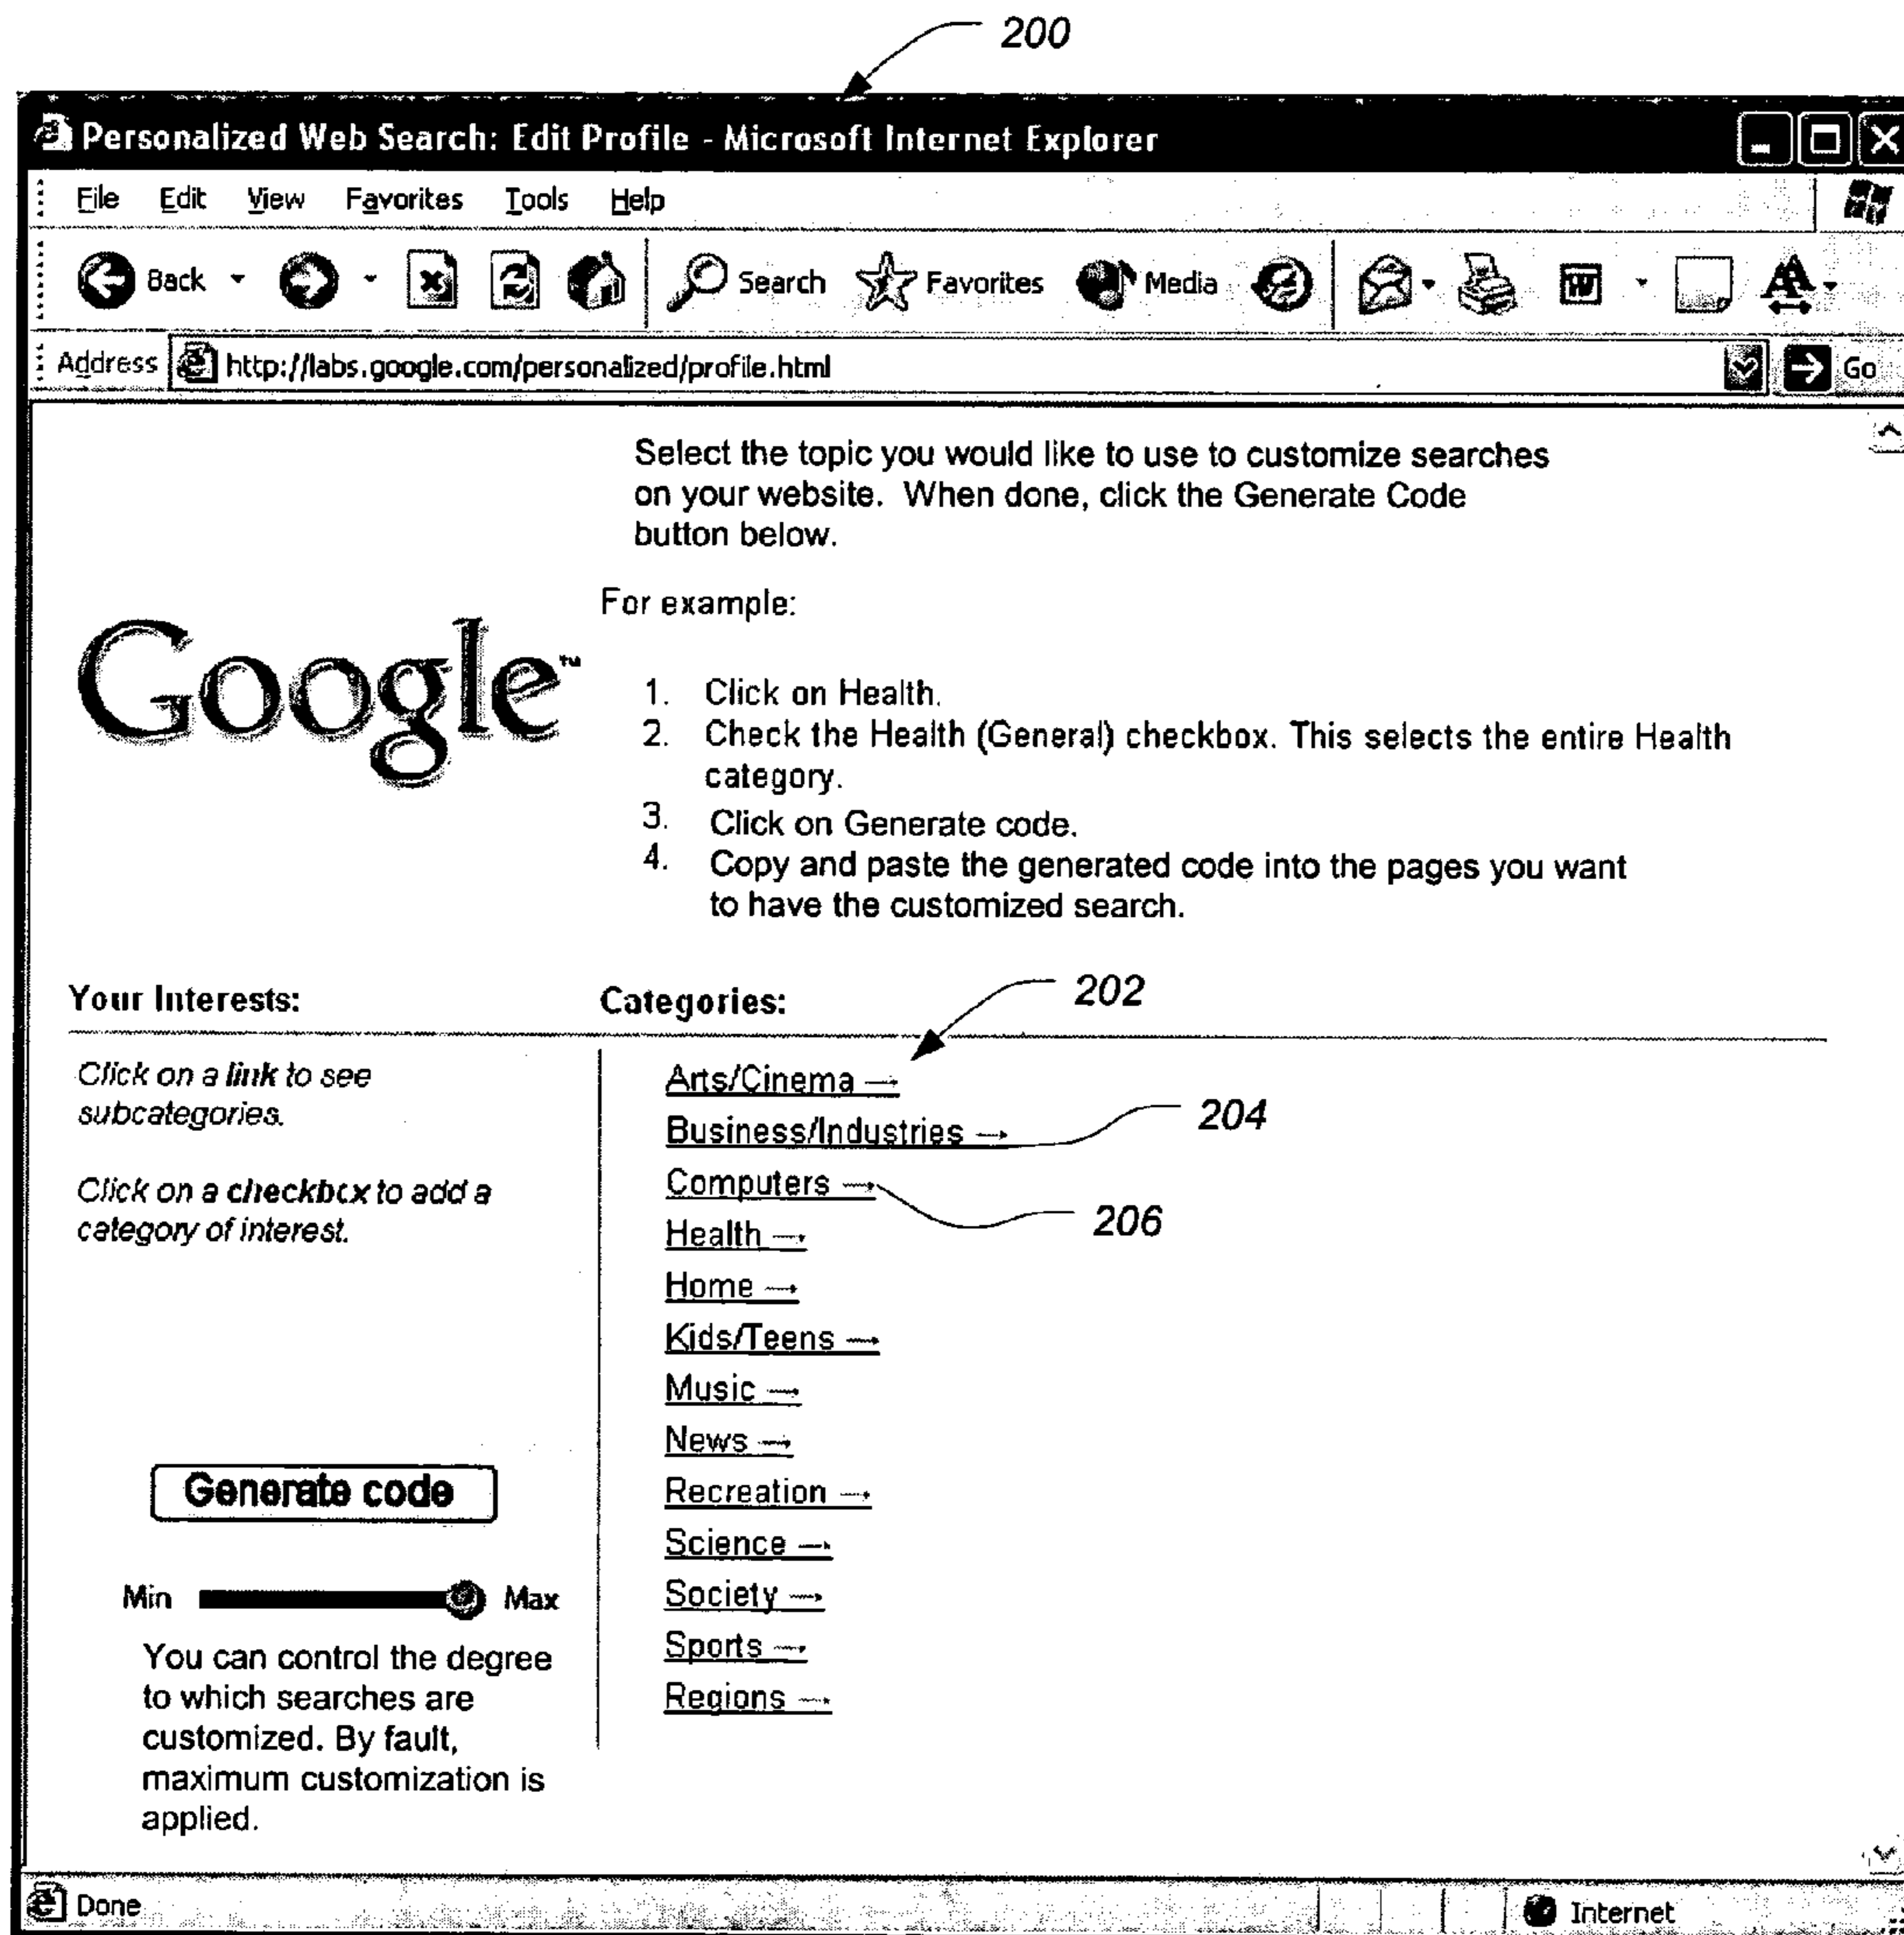 200
Personalized Web Search: Edit Profile - Microsoft Internet Explorer
File Edit View Favorites Tools Help
Back Search Favorites Media
Address http://labs.google.com/personalized/profile.html Go
Select the topic you would like to use to customize searches
on your website. When done, click the Generate Code
button below.
For example:
Google™
1. Click on Health.
2. Check the Health (General) checkbox. This selects the entire Health
category.
3. Click on Generate code.
4. Copy and paste the generated code into the pages you want
to have the customized search.
Your Interests:
Click on a link to see
subcategories.
Click on a checkbox to add a
category of interest.
Generate code
Min Max
You can control the degree
to which searches are
customized. By fault,
maximum customization is
applied.
Categories:
202
Arts/Cinema →
Business/Industries →
204
Computers →
206
Health →
Home →
Kids/Teens →
Music →
News →
Recreation →
Science →
Society →
Sports →
Regions →
Done Internet